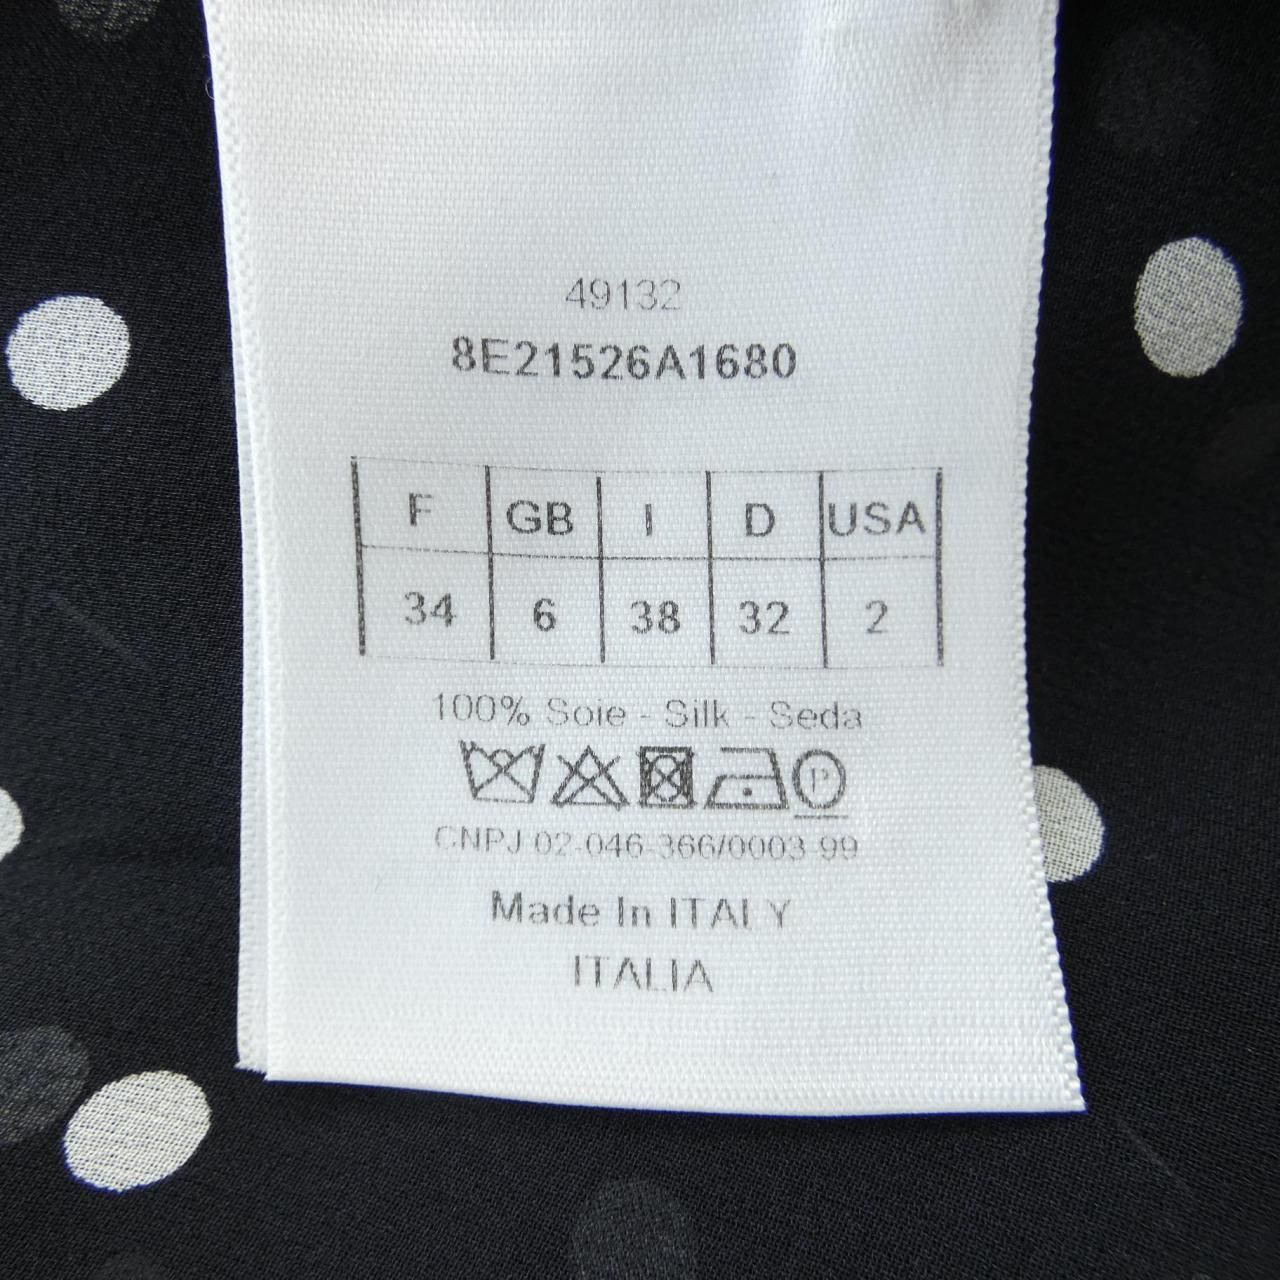 49132
8E21526A1680
F GB I D USA
34 6 38 32 2
100% Soie - Silk - Seda
P
CNPJ 02-046-366/0003-99
Made In ITALY
ITALIA